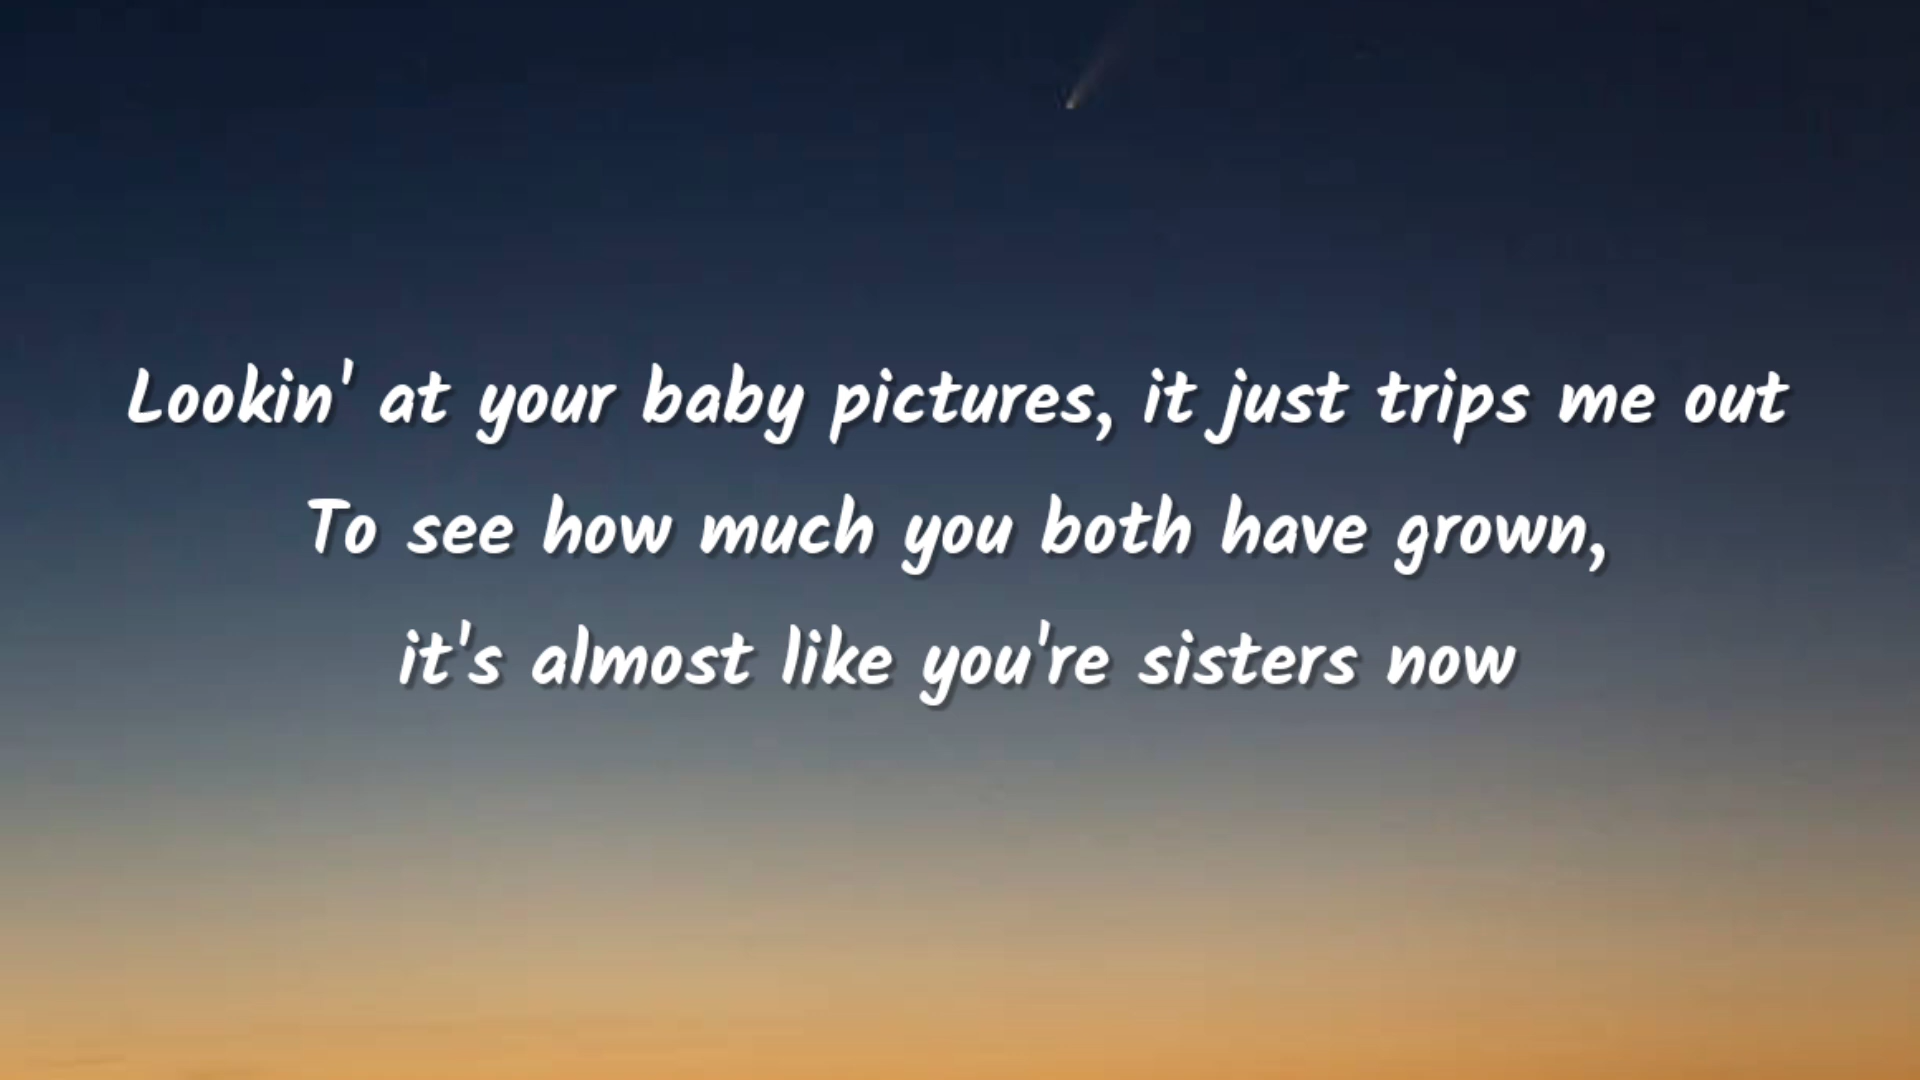 Lookin' at your baby pictures, it just trips me out
To see how much you both have grown,
it's almost like you're sisters now